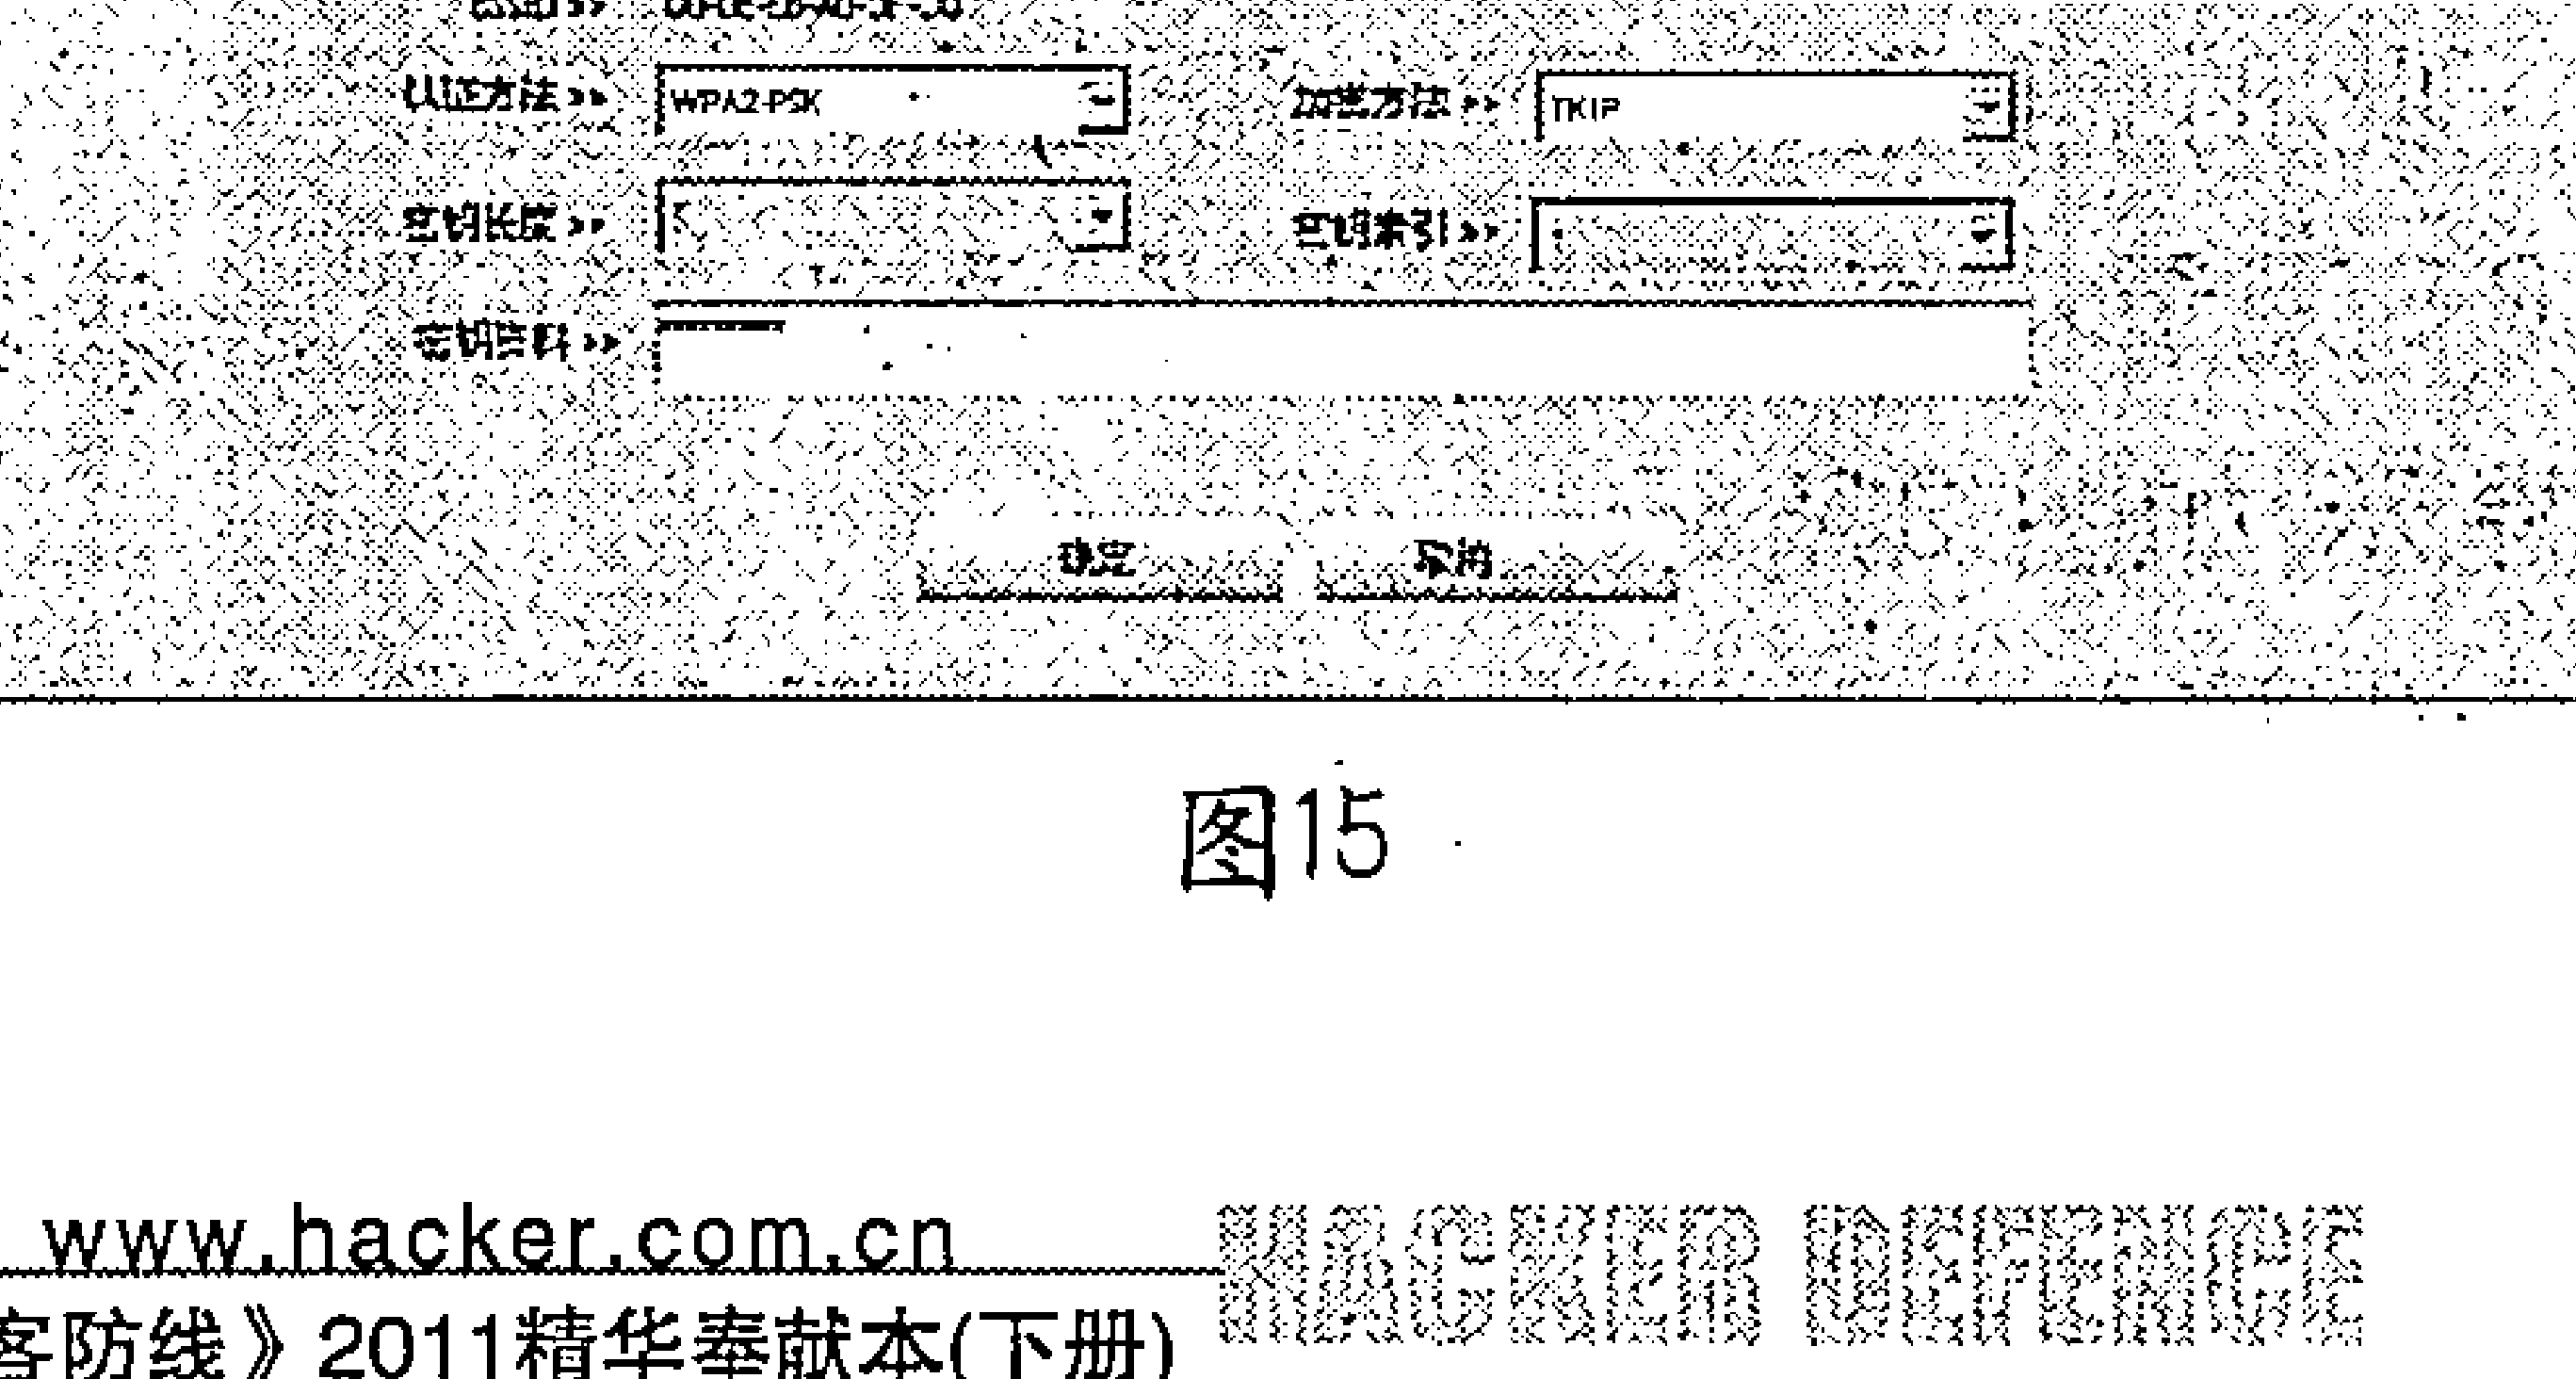 认证方法 >> WPA2-PSK 加密方法 >> TKIP
密钥长度 >> 密钥索引 >>
密钥资料 >>
确定 取消
图15
www.hacker.com.cn HACKER DEFENCE
客防线》2011精华奉献本(下册)